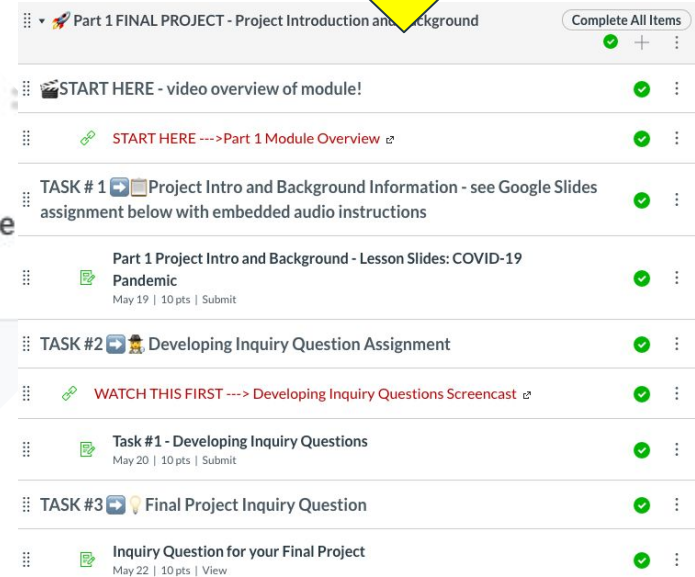 🚀 Part 1 FINAL PROJECT - Project Introduction and Background
Complete All Items
🎬START HERE - video overview of module!
START HERE --->Part 1 Module Overview
TASK # 1 ➡️📋Project Intro and Background Information - see Google Slides
assignment below with embedded audio instructions
e
Part 1 Project Intro and Background - Lesson Slides: COVID-19
Pandemic
May 19 | 10 pts | Submit
TASK #2 ➡️🕵️ Developing Inquiry Question Assignment
WATCH THIS FIRST ---> Developing Inquiry Questions Screencast
Task #1 - Developing Inquiry Questions
May 20 | 10 pts | Submit
TASK #3 ➡️💡 Final Project Inquiry Question
Inquiry Question for your Final Project
May 22 | 10 pts | View